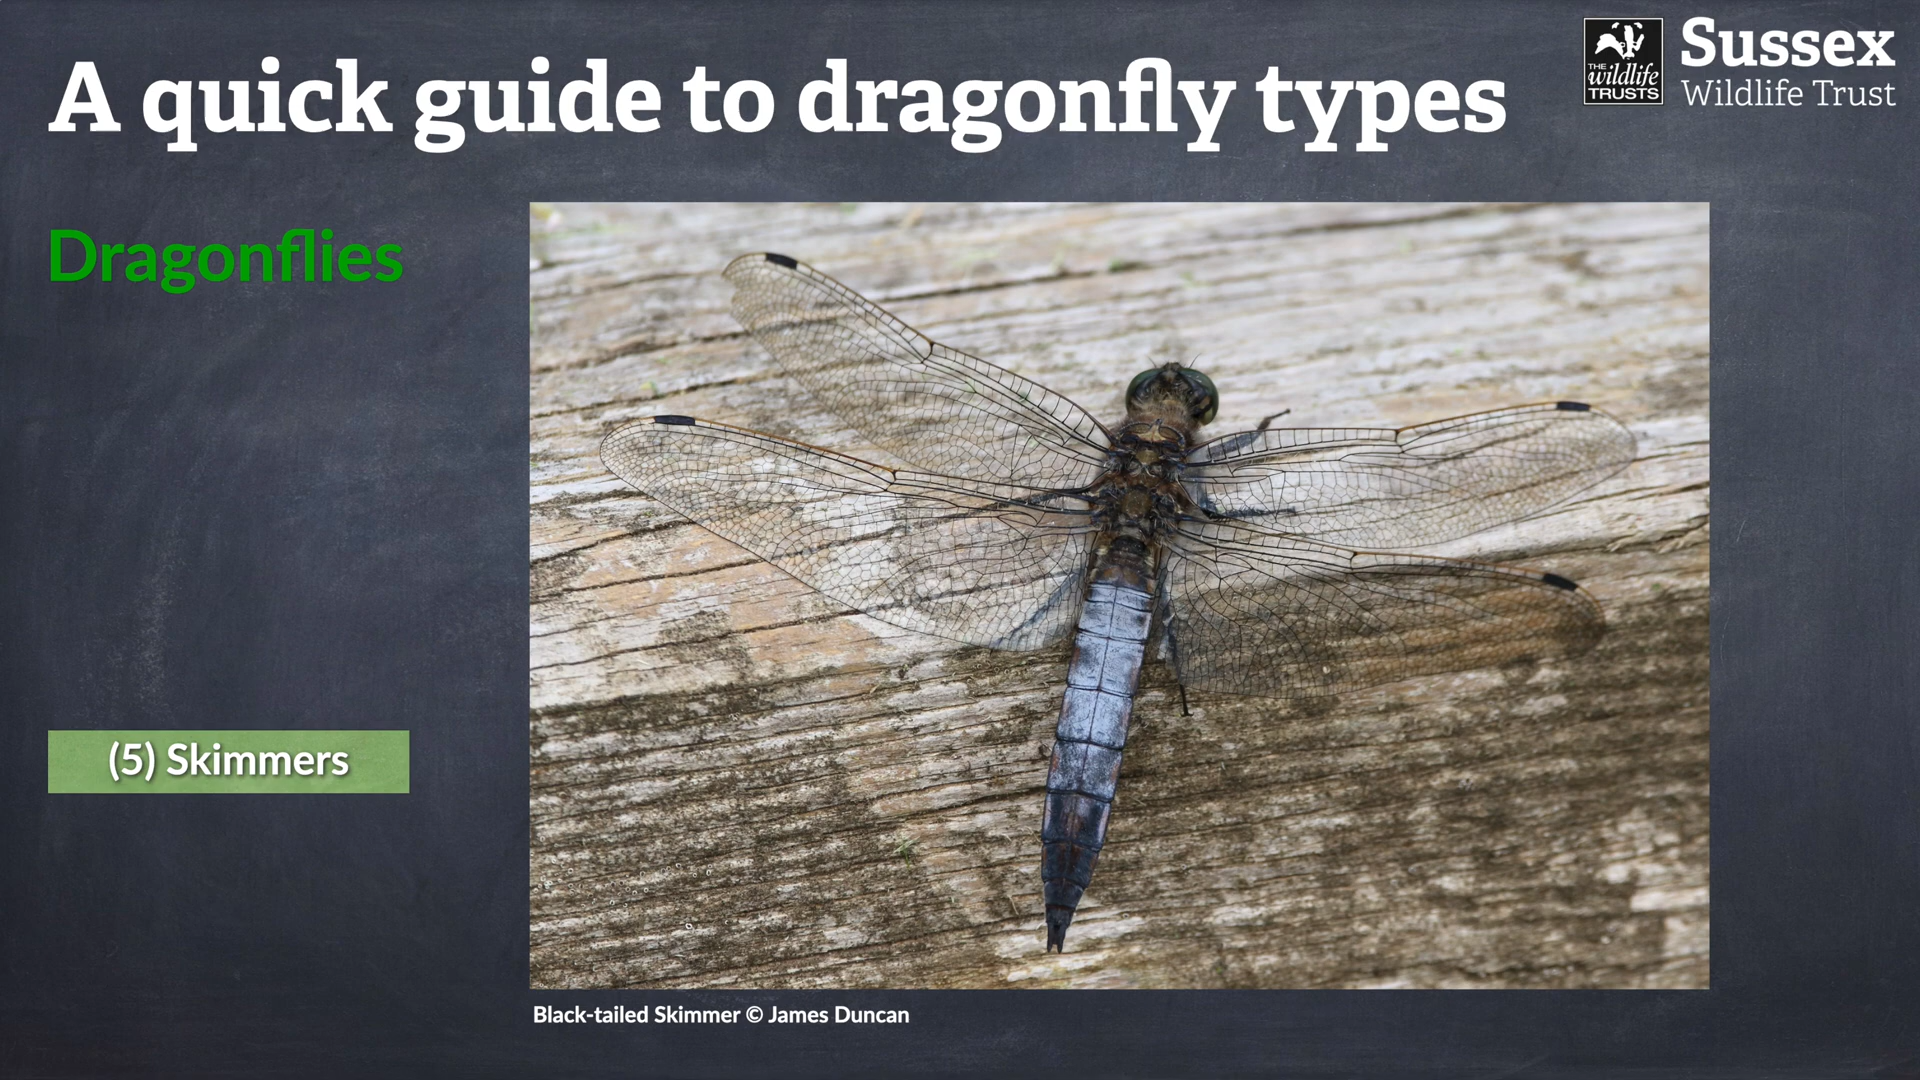 A quick guide to dragonfly types
THE
wildlife
TRUSTS
Sussex
Wildlife Trust
Dragonflies
(5) Skimmers
Black-tailed Skimmer © James Duncan